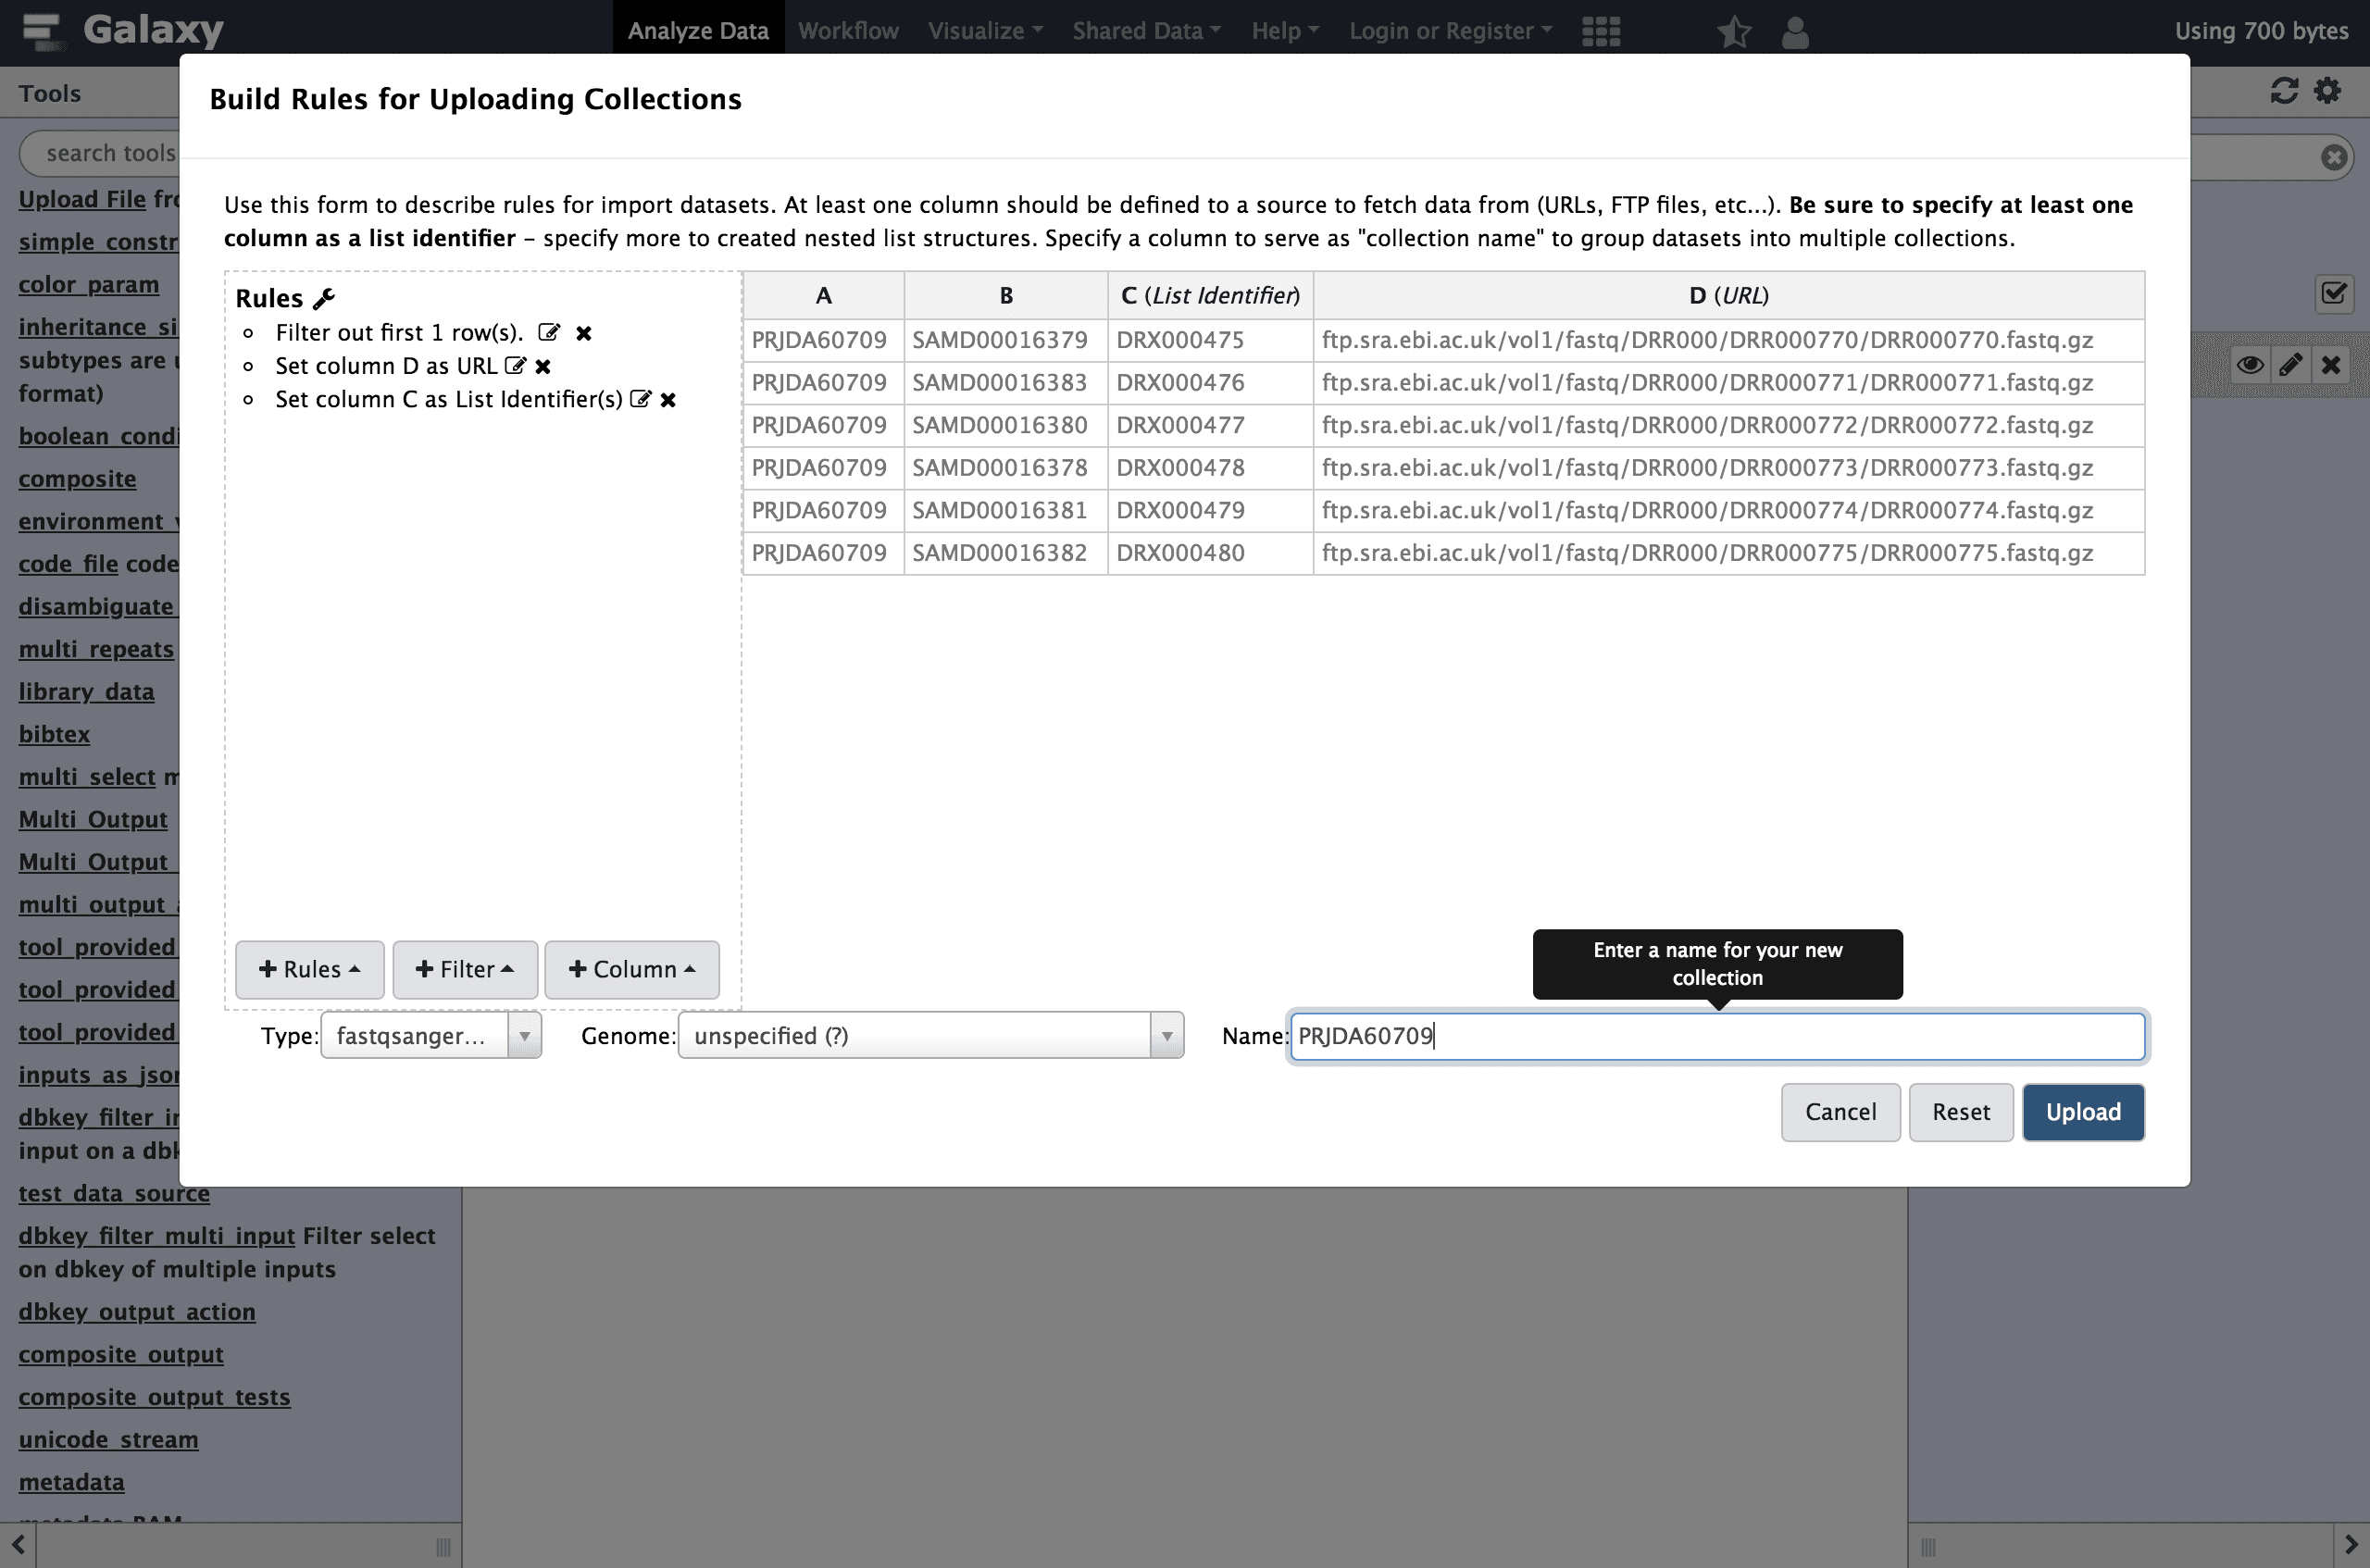 Galaxy
Analyze Data
Workflow
Visualize
Shared Data
Help
Login or Register
Using 700 bytes
Tools
search tools
Upload File
simple_constr
color_param
inheritance_si
subtypes are
format)
boolean_condi
composite
environment_
code_file code
disambiguate_
multi_repeats
library_data
bibtex
multi_select
Multi_Output
Multi_Output_
multi_output_
tool_provided_
tool_provided_
tool_provided_
inputs_as_json
dbkey_filter_in
input on a dbk
test_data_source
dbkey_filter_multi_input Filter select
on dbkey of multiple inputs
dbkey_output_action
composite_output
composite_output_tests
unicode_stream
metadata
metadata_BAM
Build Rules for Uploading Collections
Use this form to describe rules for import datasets. At least one column should be defined to a source to fetch data from (URLs, FTP files, etc...). Be sure to specify at least one
column as a list identifier – specify more to created nested list structures. Specify a column to serve as "collection name" to group datasets into multiple collections.
Rules
Filter out first 1 row(s).
Set column D as URL
Set column C as List Identifier(s)
A B C (List Identifier) D (URL)
PRJDA60709 SAMD00016379 DRX000475 ftp.sra.ebi.ac.uk/vol1/fastq/DRR000/DRR000770/DRR000770.fastq.gz
PRJDA60709 SAMD00016383 DRX000476 ftp.sra.ebi.ac.uk/vol1/fastq/DRR000/DRR000771/DRR000771.fastq.gz
PRJDA60709 SAMD00016380 DRX000477 ftp.sra.ebi.ac.uk/vol1/fastq/DRR000/DRR000772/DRR000772.fastq.gz
PRJDA60709 SAMD00016378 DRX000478 ftp.sra.ebi.ac.uk/vol1/fastq/DRR000/DRR000773/DRR000773.fastq.gz
PRJDA60709 SAMD00016381 DRX000479 ftp.sra.ebi.ac.uk/vol1/fastq/DRR000/DRR000774/DRR000774.fastq.gz
PRJDA60709 SAMD00016382 DRX000480 ftp.sra.ebi.ac.uk/vol1/fastq/DRR000/DRR000775/DRR000775.fastq.gz
+ Rules
+ Filter
+ Column
Enter a name for your new
collection
Type: fastqsanger...
Genome: unspecified (?)
Name: PRJDA60709
Cancel
Reset
Upload